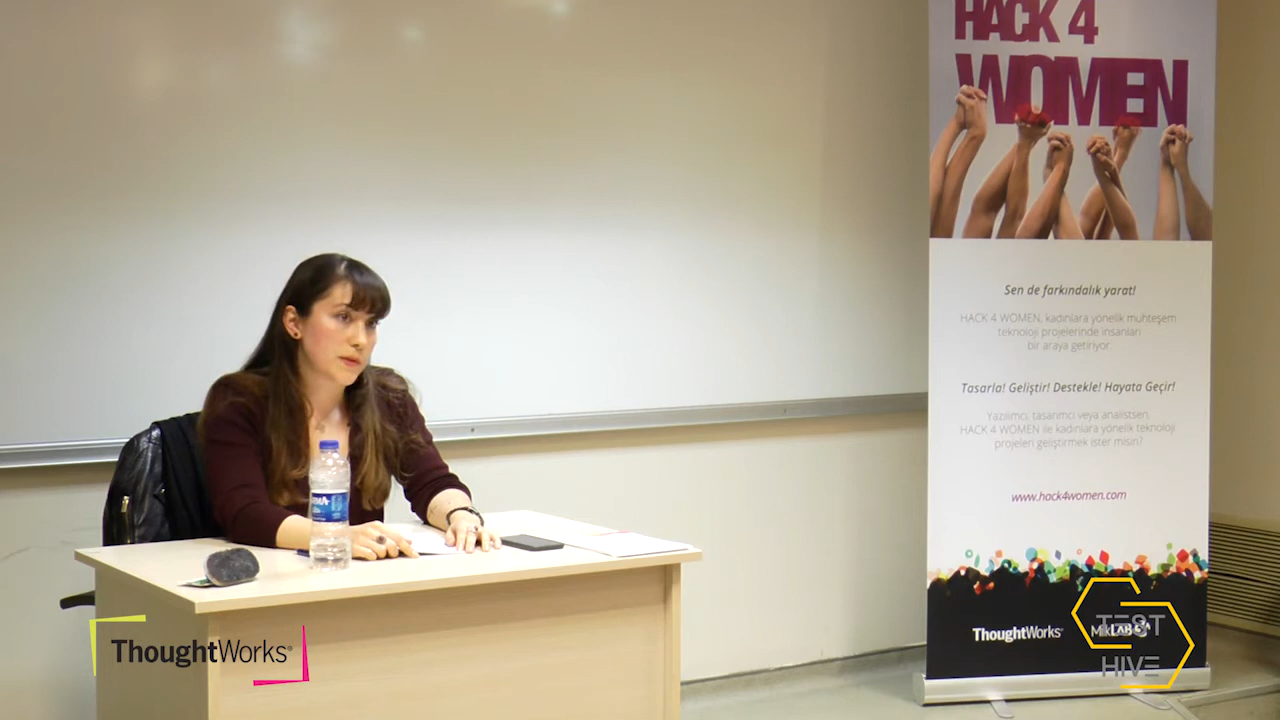 HACK 4
WOMEN
Sen de farkındalık yarat!
HACK 4 WOMEN, kadınlara yönelik muhteşem
teknoloji projelerinde insanları
bir araya getiriyor.
Tasarla! Geliştir! Destekle! Hayata Geçir!
Yazılımcı, tasarımcı veya analistsen,
HACK 4 WOMEN ile kadınlara yönelik teknoloji
projeleri geliştirmek ister misin?
www.hack4women.com
ThoughtWorks
TEST
HIVE
ThoughtWorks®